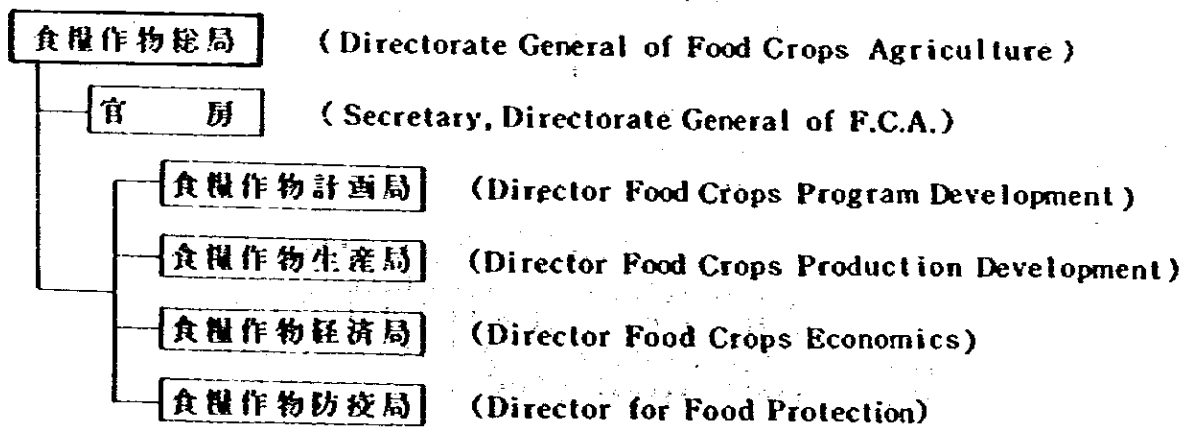 食糧作物総局 (Directorate General of Food Crops Agriculture)
官房 (Secretary, Directorate General of F.C.A.)
食糧作物計画局 (Director Food Crops Program Development)
食糧作物生産局 (Director Food Crops Production Development)
食糧作物経済局 (Director Food Crops Economics)
食糧作物防疫局 (Director for Food Protection)